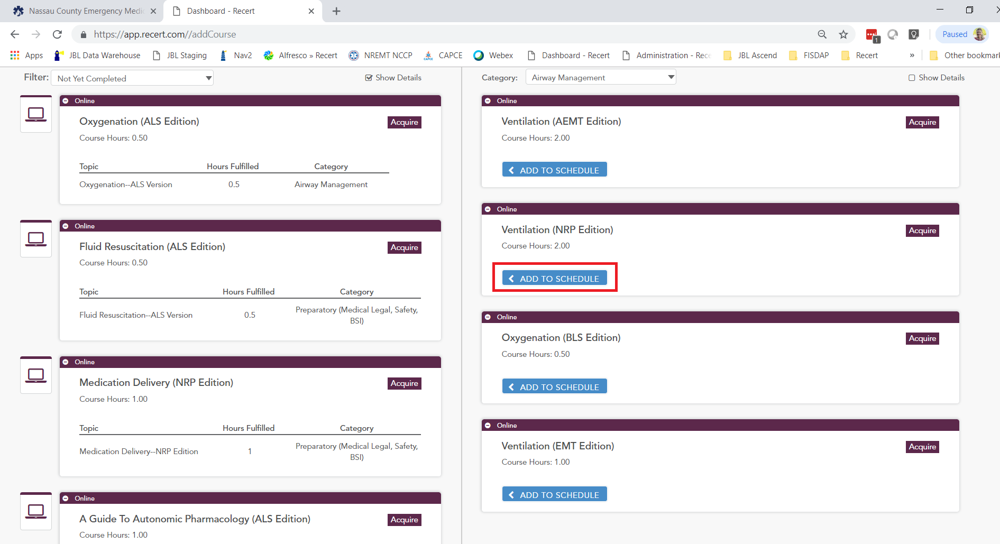 Nassau County Emergency Medic
Dashboard - Recert
https://app.recert.com//addCourse
1
Paused
Apps
JBL Data Warehouse
JBL Staging
Nav2
Alfresco » Recert
NREMT NCCP
CAPCE
CAPCE
Webex
Dashboard - Recert
Administration - Rece
JBL Ascend
FISDAP
Recert
»
Other bookmark
Filter:
Not Yet Completed
Show Details
Online
Oxygenation (ALS Edition)
Acquire
Course Hours: 0.50
Topic Hours Fulfilled Category
Oxygenation--ALS Version 0.5 Airway Management
Online
Fluid Resuscitation (ALS Edition)
Acquire
Course Hours: 0.50
Topic Hours Fulfilled Category
Fluid Resuscitation--ALS Version 0.5 Preparatory (Medical Legal, Safety,
BSI)
Online
Medication Delivery (NRP Edition)
Acquire
Course Hours: 1.00
Topic Hours Fulfilled Category
Medication Delivery--NRP Edition 1 Preparatory (Medical Legal, Safety,
BSI)
Online
A Guide To Autonomic Pharmacology (ALS Edition)
Acquire
Course Hours: 1.00
Category:
Airway Management
Show Details
Online
Ventilation (AEMT Edition)
Acquire
Course Hours: 2.00
ADD TO SCHEDULE
Online
Ventilation (NRP Edition)
Acquire
Course Hours: 2.00
ADD TO SCHEDULE
Online
Oxygenation (BLS Edition)
Acquire
Course Hours: 0.50
ADD TO SCHEDULE
Online
Ventilation (EMT Edition)
Acquire
Course Hours: 1.00
ADD TO SCHEDULE